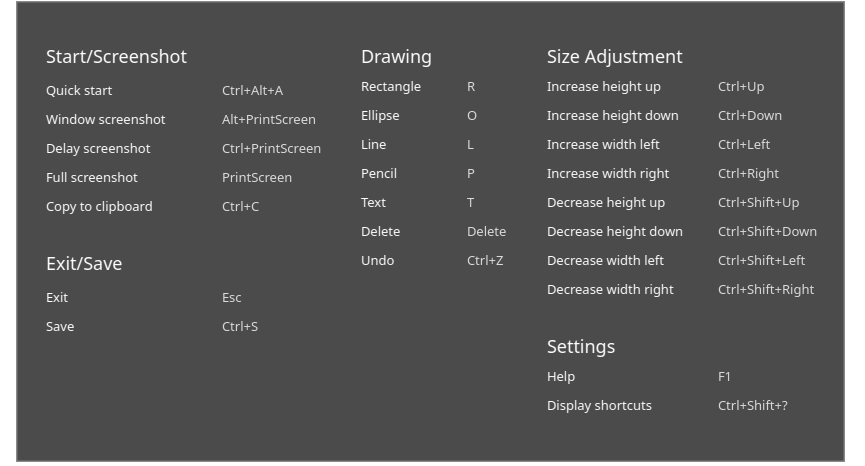 Start/Screenshot
Quick start Ctrl+Alt+A
Window screenshot Alt+PrintScreen
Delay screenshot Ctrl+PrintScreen
Full screenshot PrintScreen
Copy to clipboard Ctrl+C
Exit/Save
Exit Esc
Save Ctrl+S
Drawing
Rectangle R
Ellipse O
Line L
Pencil P
Text T
Delete Delete
Undo Ctrl+Z
Size Adjustment
Increase height up Ctrl+Up
Increase height down Ctrl+Down
Increase width left Ctrl+Left
Increase width right Ctrl+Right
Decrease height up Ctrl+Shift+Up
Decrease height down Ctrl+Shift+Down
Decrease width left Ctrl+Shift+Left
Decrease width right Ctrl+Shift+Right
Settings
Help F1
Display shortcuts Ctrl+Shift+?